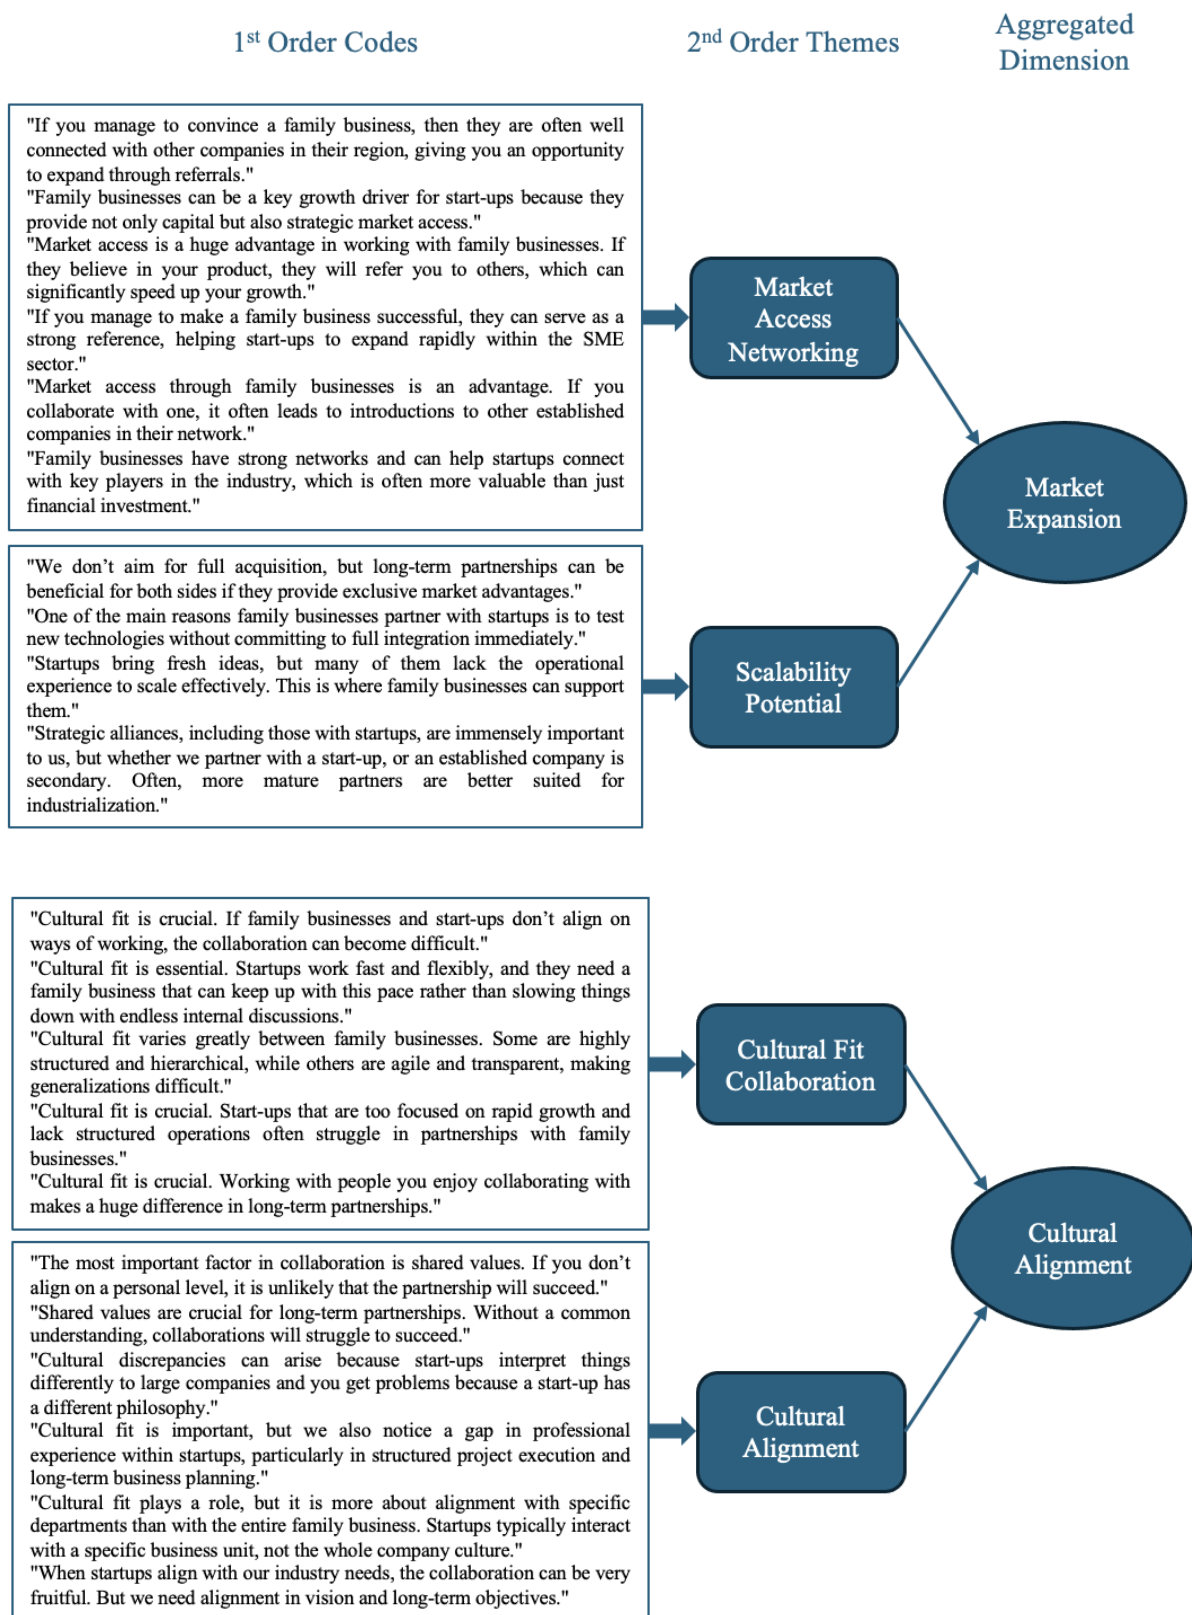 1st Order Codes
2nd Order Themes
Aggregated
Dimension
"If you manage to convince a family business, then they are often well
connected with other companies in their region, giving you an opportunity
to expand through referrals."
"Family businesses can be a key growth driver for start-ups because they
provide not only capital but also strategic market access."
"Market access is a huge advantage in working with family businesses. If
they believe in your product, they will refer you to others, which can
significantly speed up your growth."
"If you manage to make a family business successful, they can serve as a
strong reference, helping start-ups to expand rapidly within the SME
sector."
"Market access through family businesses is an advantage. If you
collaborate with one, it often leads to introductions to other established
companies in their network."
"Family businesses have strong networks and can help startups connect
with key players in the industry, which is often more valuable than just
financial investment."
Market
Access
Networking
Market
Expansion
"We don’t aim for full acquisition, but long-term partnerships can be
beneficial for both sides if they provide exclusive market advantages."
"One of the main reasons family businesses partner with startups is to test
new technologies without committing to full integration immediately."
"Startups bring fresh ideas, but many of them lack the operational
experience to scale effectively. This is where family businesses can support
them."
"Strategic alliances, including those with startups, are immensely important
to us, but whether we partner with a start-up, or an established company is
secondary. Often, more mature partners are better suited for
industrialization."
Scalability
Potential
"Cultural fit is crucial. If family businesses and start-ups don’t align on
ways of working, the collaboration can become difficult."
"Cultural fit is essential. Startups work fast and flexibly, and they need a
family business that can keep up with this pace rather than slowing things
down with endless internal discussions."
"Cultural fit varies greatly between family businesses. Some are highly
structured and hierarchical, while others are agile and transparent, making
generalizations difficult."
"Cultural fit is crucial. Start-ups that are too focused on rapid growth and
lack structured operations often struggle in partnerships with family
businesses."
"Cultural fit is crucial. Working with people you enjoy collaborating with
makes a huge difference in long-term partnerships."
Cultural Fit
Collaboration
Cultural
Alignment
"The most important factor in collaboration is shared values. If you don’t
align on a personal level, it is unlikely that the partnership will succeed."
"Shared values are crucial for long-term partnerships. Without a common
understanding, collaborations will struggle to succeed."
"Cultural discrepancies can arise because start-ups interpret things
differently to large companies and you get problems because a start-up has
a different philosophy."
"Cultural fit is important, but we also notice a gap in professional
experience within startups, particularly in structured project execution and
long-term business planning."
"Cultural fit plays a role, but it is more about alignment with specific
departments than with the entire family business. Startups typically interact
with a specific business unit, not the whole company culture."
"When startups align with our industry needs, the collaboration can be very
fruitful. But we need alignment in vision and long-term objectives."
Cultural
Alignment